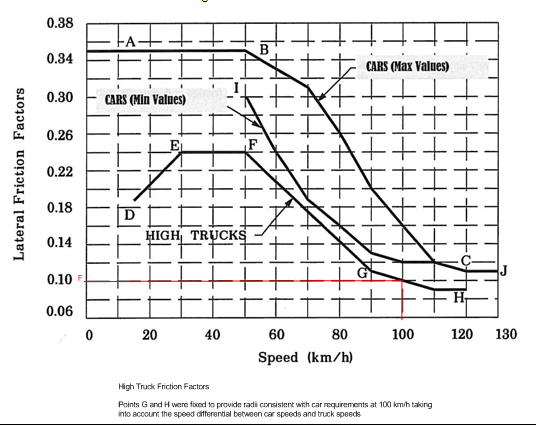 0.38
A
B
0.34
CARS (Max Values)
I
0.30
CARS (Min Values)
0.26
E
F
0.22
D
0.18
HIGH TRUCKS
0.14
C
J
G
F
0.10
H
0.06
0 20 40 60 80 100 120 130
Lateral Friction Factors
Speed (km/h)
High Truck Friction Factors
Points G and H were fixed to provide radii consistent with car requirements at 100 km/h taking
into account the speed differential between car speeds and truck speeds